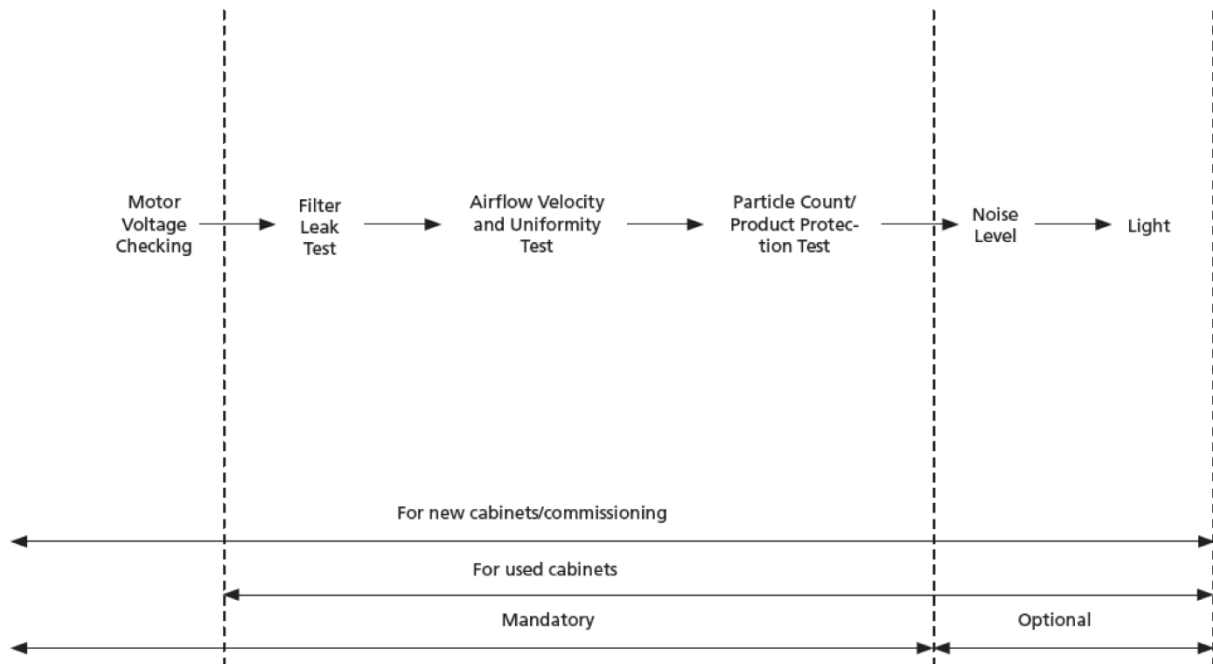 Motor
Voltage
Checking
Filter
Leak
Test
Airflow Velocity
and Uniformity
Test
Particle Count/
Product Protec-
tion Test
Noise
Level
Light
For new cabinets/commissioning
For used cabinets
Mandatory
Optional